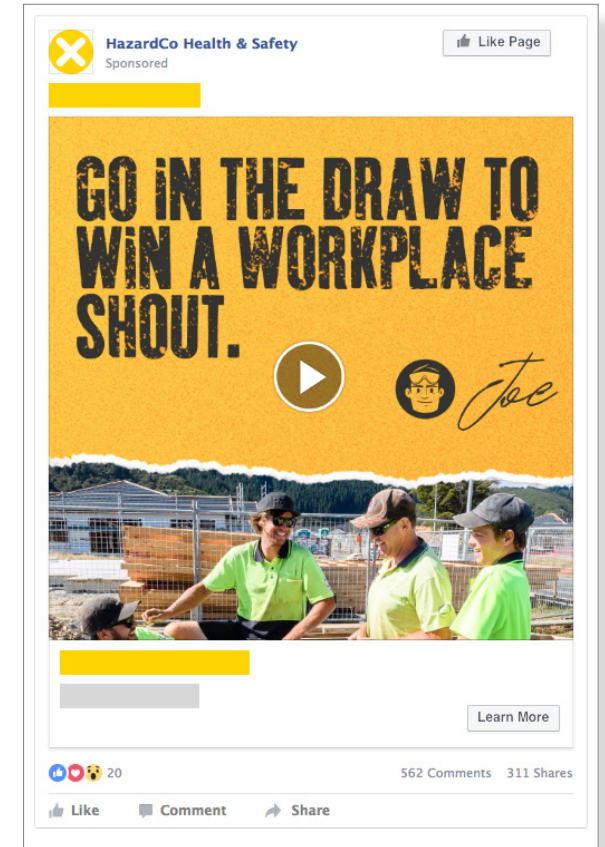 HazardCo Health & Safety
Like Page
Sponsored
GO iN THE DRAW TO
WiN A WORKPLACE
SHOUT.
Joe
Learn More
20
562 Comments 311 Shares
Like Comment Share